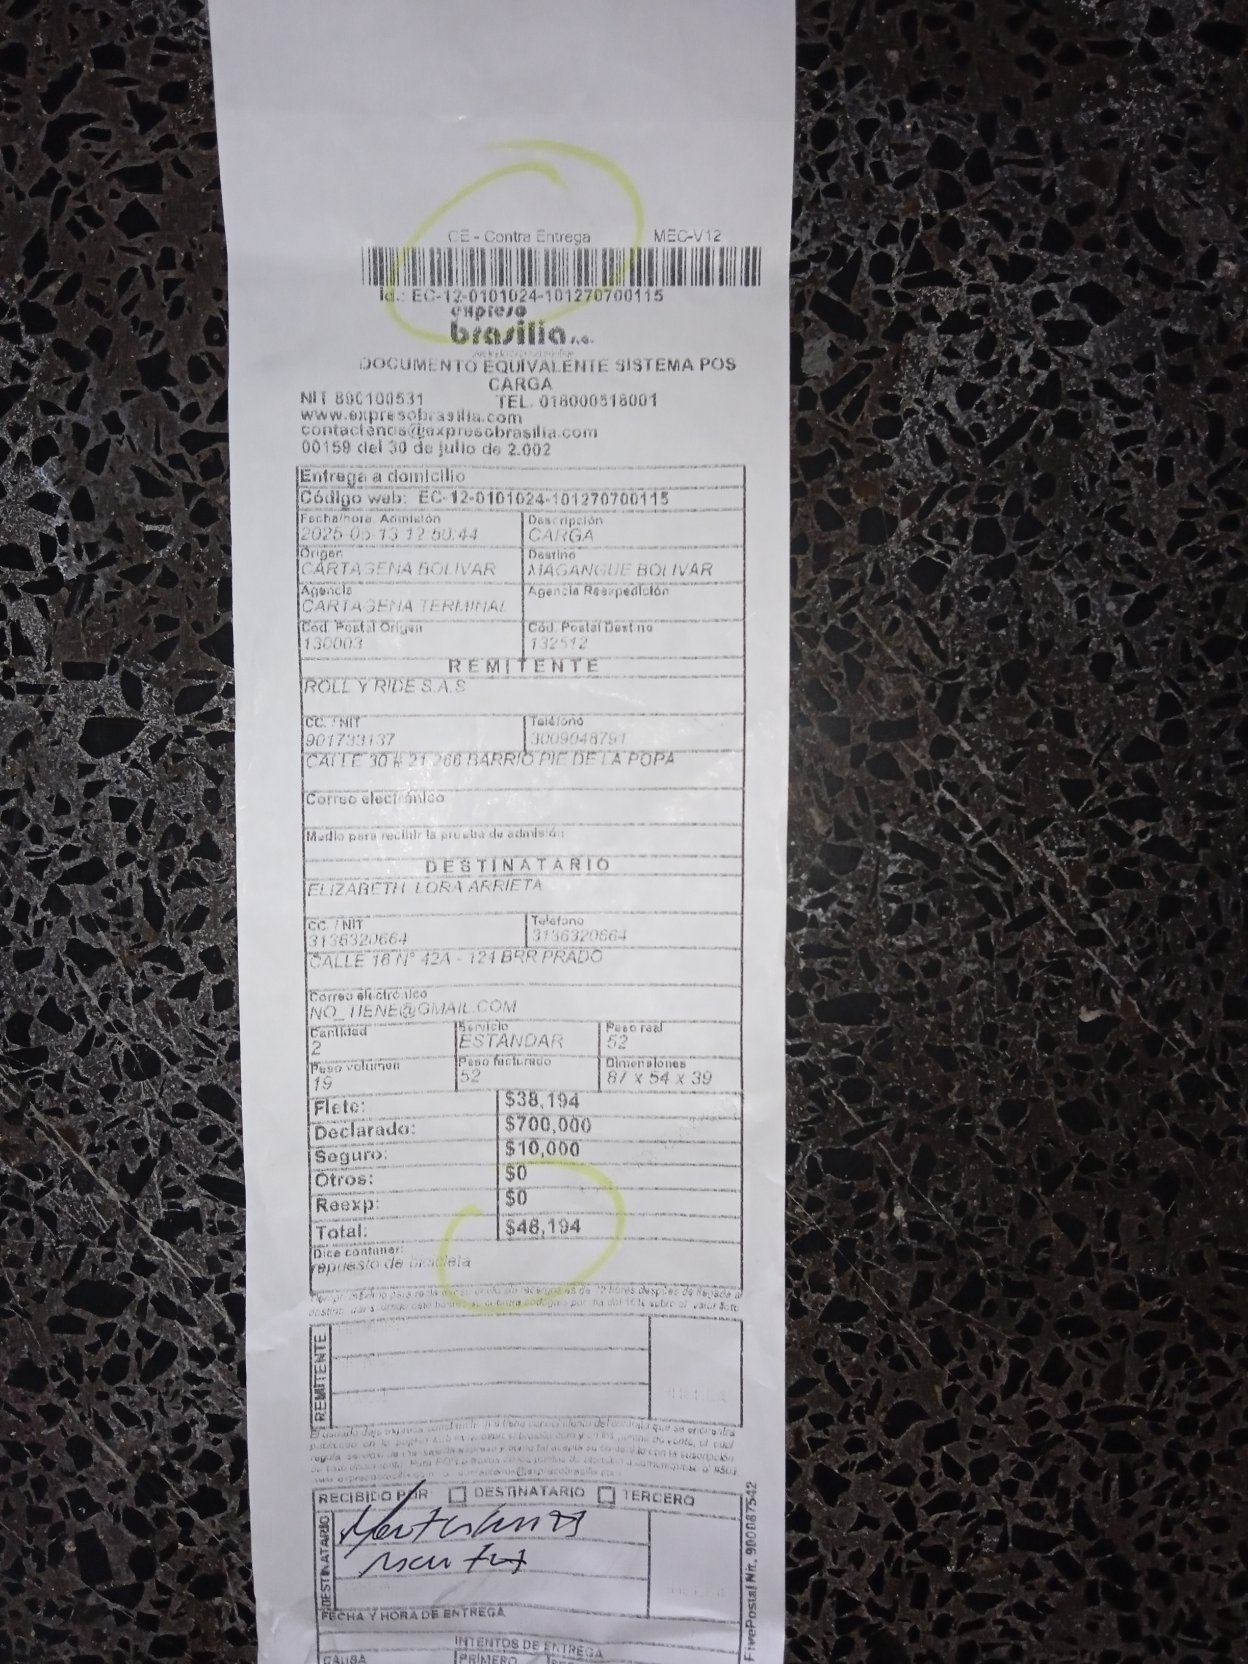 CE - Contra Entrega MEC-V12
Id.: EC-12-0101024-101270700115
expreso
brasilia s.a.
DOCUMENTO EQUIVALENTE SISTEMA POS
CARGA
NIT 890100531 TEL. 018000518001
www.expresobrasilia.com
contactenos@expresobrasilia.com
00159 del 30 de julio de 2.002
Entrega a domicilio
Código web: EC-12-0101024-101270700115
Fecha/hora Admisión Descripción
2025-05-13 12:50:44 CARGA
Origen Destino
CARTAGENA BOLIVAR MAGANGUE BOLIVAR
Agencia Agencia Reexpedición
CARTAGENA TERMINAL
Cod. Postal Origen Cód. Postal Destino
130003 132512
REMITENTE
ROLL Y RIDE S.A.S
CC. / NIT Teléfono
901733137 3009048791
CALLE 30 # 21 266 BARRIO PIE DE LA POPA
Correo electrónico
Medio para recibir la prueba de admisión:
DESTINATARIO
ELIZABETH LORA ARRIETA
CC. / NIT Telefono
3136320664 3136320664
CALLE 16 N° 42A - 121 BRR PRADO
Correo electrónico
NO_TIENE@GMAIL.COM
Cantidad Servicio Peso real
2 ESTANDAR 52
Peso volumen Peso facturado Dimensiones
19 52 87 x 54 x 39
Flete: $38,194
Declarado: $700,000
Seguro: $10,000
Otros: $0
Reexp: $0
Total: $48,194
Dice contener:
repuesto de bicicleta
REMITENTE
RECIBIDO POR DESTINATARIO TERCERO
DESTINATARIO
FECHA Y HORA DE ENTREGA
INTENTOS DE ENTREGA
CAUSA PRIMERO
FivePostal Nit. 900087542